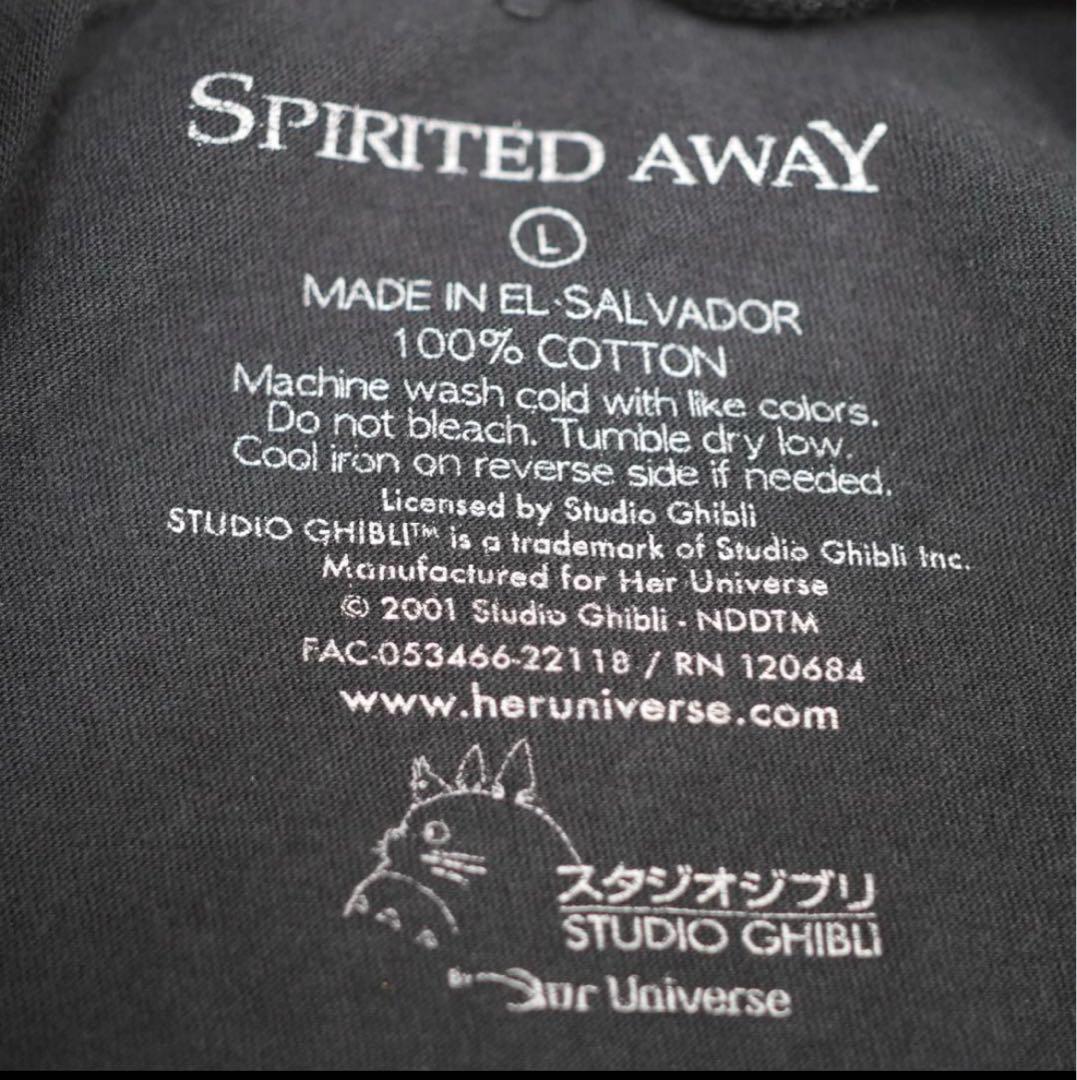 SPIRITED AWAY
L
MADE IN EL SALVADOR
100% COTTON
Machine wash cold with like colors.
Do not bleach. Tumble dry low.
Cool iron on reverse side if needed.
Licensed by Studio Ghibli
STUDIO GHIBLI™ is a trademark of Studio Ghibli Inc.
Manufactured for Her Universe
© 2001 Studio Ghibli - NDDTM
FAC-053466-22118 / RN 120684
www.heruniverse.com
スタジオジブリ
STUDIO GHIBLI
BY Her Universe